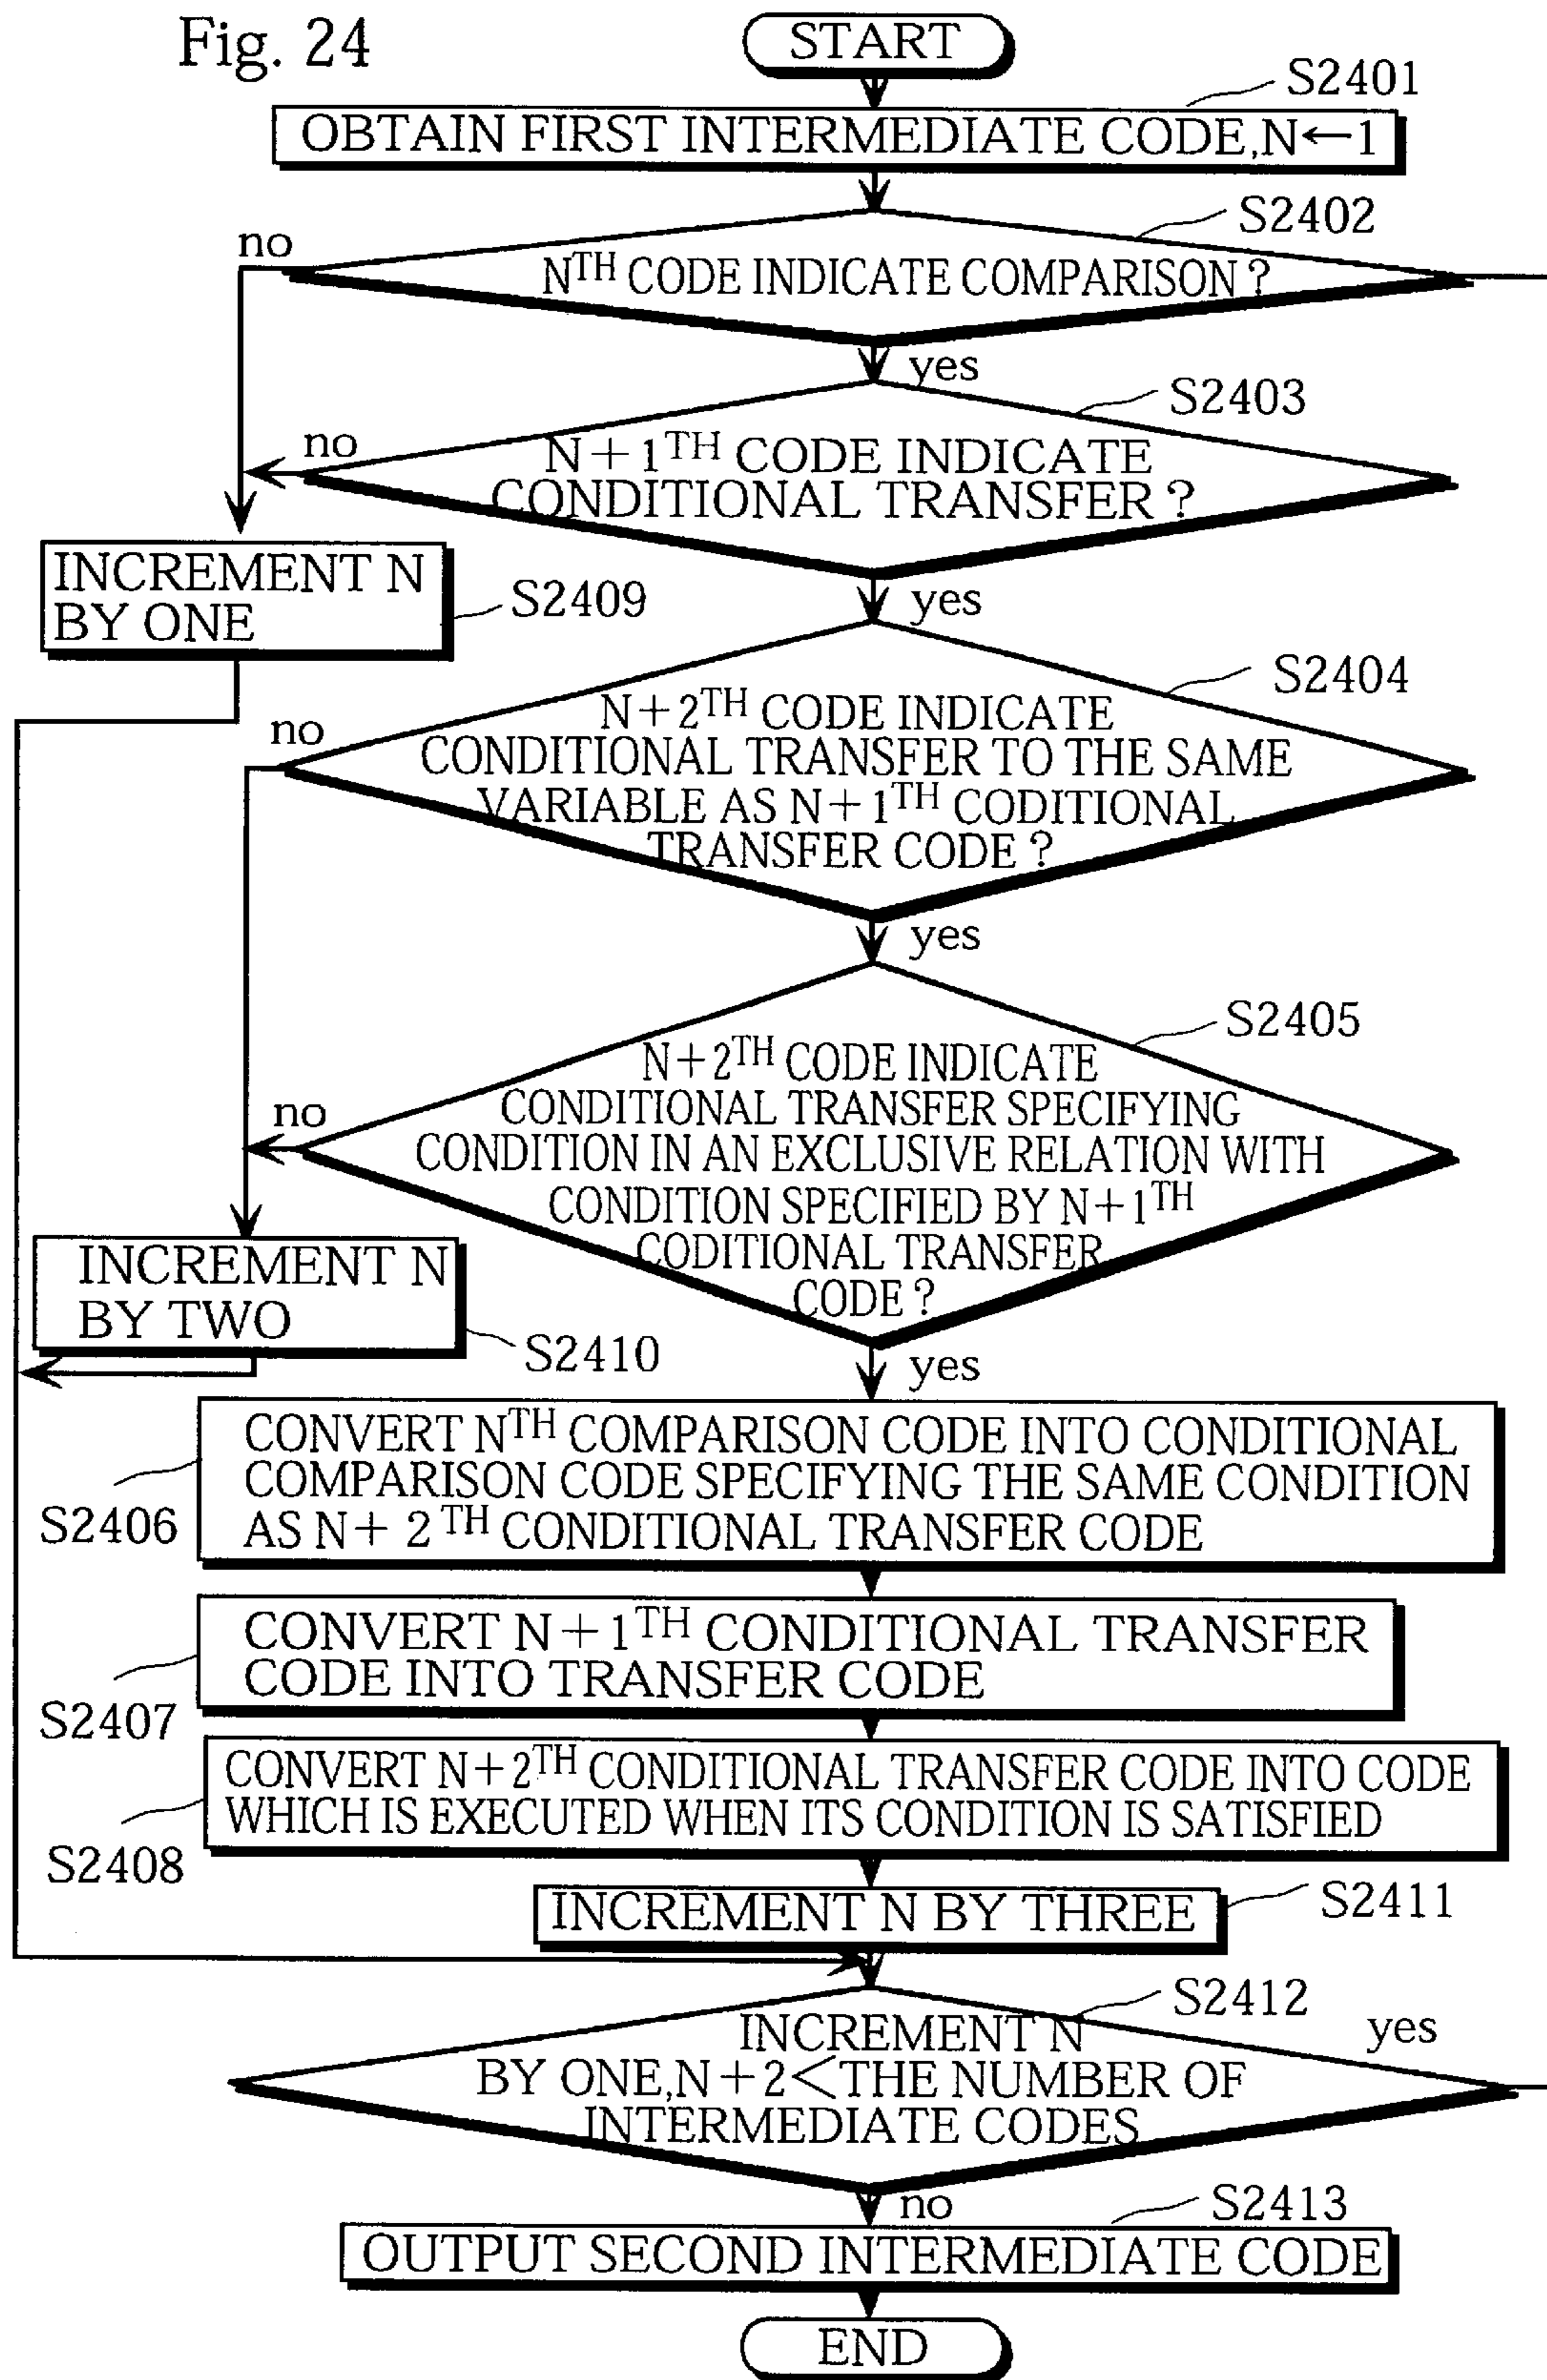 Fig. 24
START
S2401
OBTAIN FIRST INTERMEDIATE CODE,N←1
S2402
no
NTH CODE INDICATE COMPARISON ?
yes
S2403
no
N+1TH CODE INDICATE
CONDITIONAL TRANSFER ?
yes
INCREMENT N
BY ONE
S2409
S2404
no
N+2TH CODE INDICATE
CONDITIONAL TRANSFER TO THE SAME
VARIABLE AS N+1TH CODITIONAL
TRANSFER CODE ?
yes
S2405
no
N+2TH CODE INDICATE
CONDITIONAL TRANSFER SPECIFYING
CONDITION IN AN EXCLUSIVE RELATION WITH
CONDITION SPECIFIED BY N+1TH
CODITIONAL TRANSFER
CODE ?
yes
INCREMENT N
BY TWO
S2410
CONVERT NTH COMPARISON CODE INTO CONDITIONAL
COMPARISON CODE SPECIFYING THE SAME CONDITION
AS N+ 2TH CONDITIONAL TRANSFER CODE
S2406
CONVERT N+1TH CONDITIONAL TRANSFER
CODE INTO TRANSFER CODE
S2407
CONVERT N+2TH CONDITIONAL TRANSFER CODE INTO CODE
WHICH IS EXECUTED WHEN ITS CONDITION IS SATISFIED
S2408
INCREMENT N BY THREE
S2411
S2412
INCREMENT N
BY ONE,N+2<THE NUMBER OF
INTERMEDIATE CODES
yes
no
S2413
OUTPUT SECOND INTERMEDIATE CODE
END